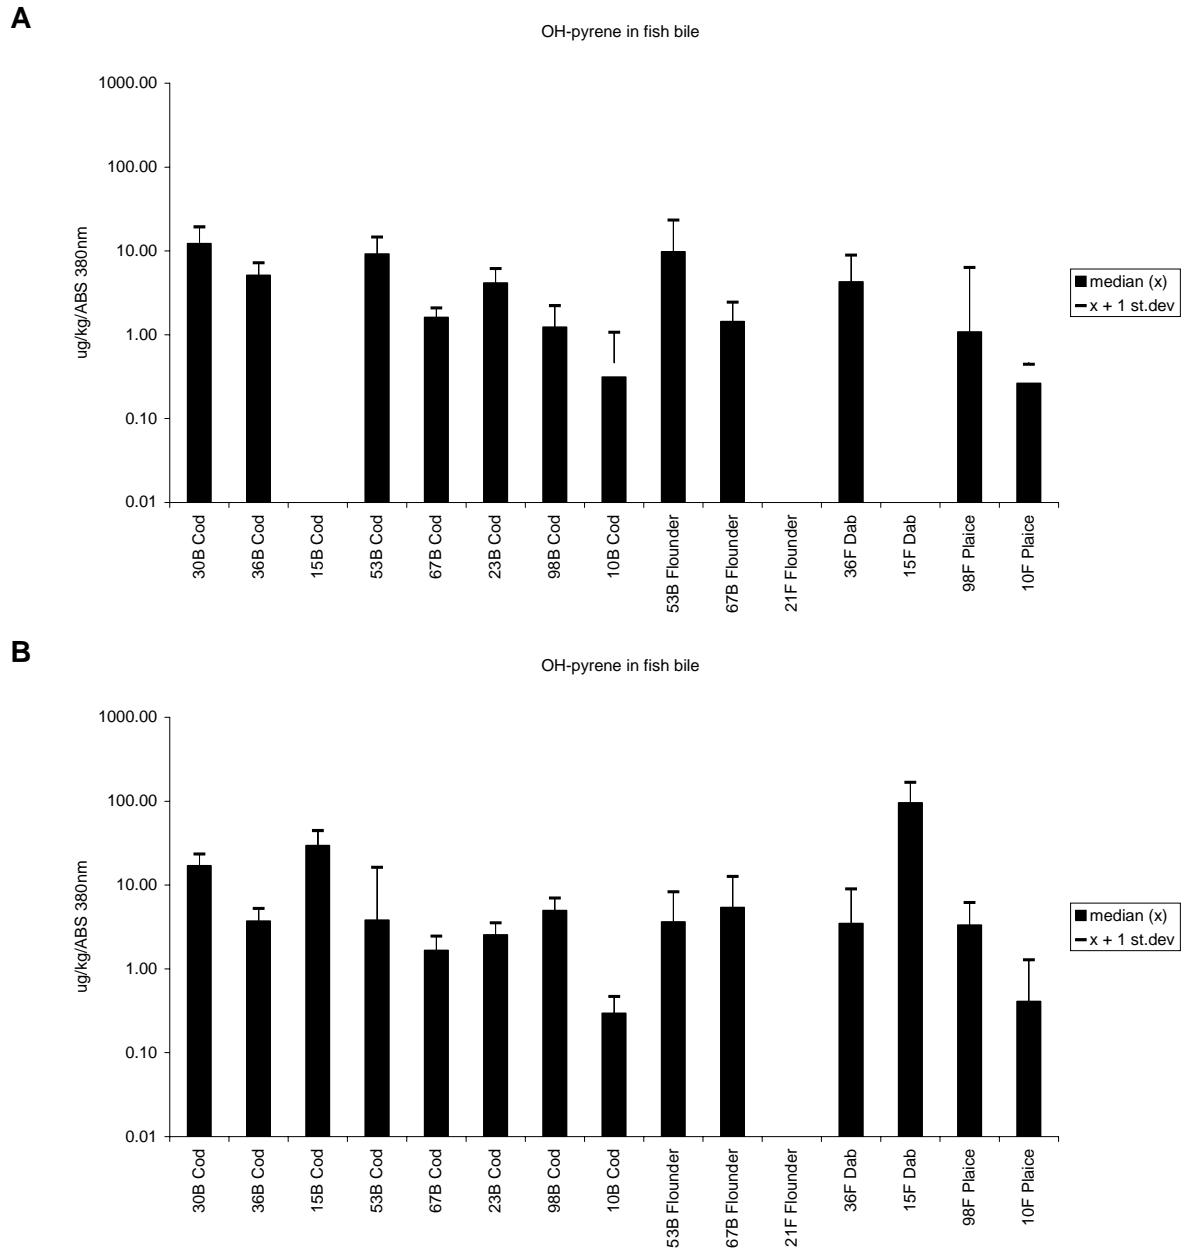 A
OH-pyrene in fish bile
1000.00
100.00
10.00
1.00
0.10
0.01
ug/kg/ABS 380nm
30B Cod
36B Cod
15B Cod
53B Cod
67B Cod
23B Cod
98B Cod
10B Cod
53B Flounder
67B Flounder
21F Flounder
36F Dab
15F Dab
98F Plaice
10F Plaice
median (x)
x + 1 st.dev
B
OH-pyrene in fish bile
1000.00
100.00
10.00
1.00
0.10
0.01
ug/kg/ABS 380nm
30B Cod
36B Cod
15B Cod
53B Cod
67B Cod
23B Cod
98B Cod
10B Cod
53B Flounder
67B Flounder
21F Flounder
36F Dab
15F Dab
98F Plaice
10F Plaice
median (x)
x + 1 st.dev